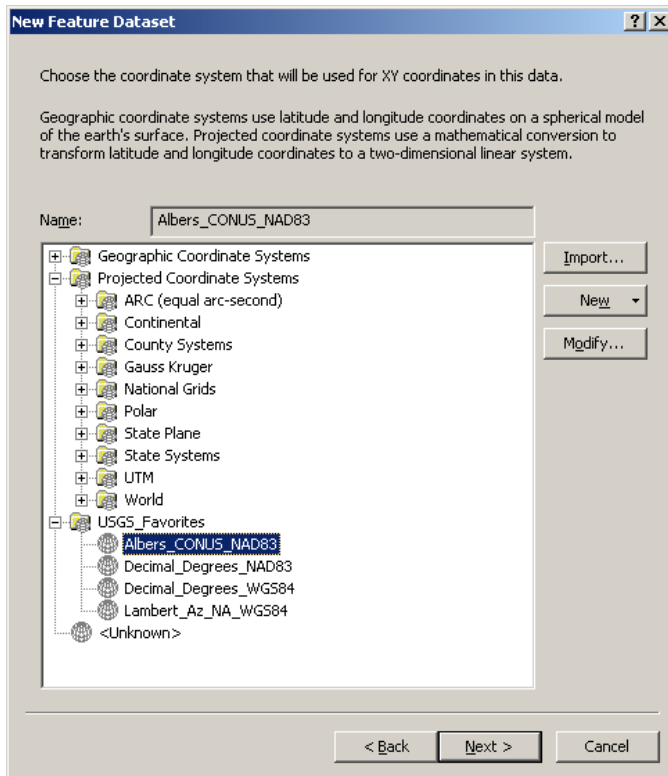 New Feature Dataset
Choose the coordinate system that will be used for XY coordinates in this data.
Geographic coordinate systems use latitude and longitude coordinates on a spherical model
of the earth's surface. Projected coordinate systems use a mathematical conversion to
transform latitude and longitude coordinates to a two-dimensional linear system.
Name: Albers_CONUS_NAD83
Geographic Coordinate Systems
Projected Coordinate Systems
ARC (equal arc-second)
Continental
County Systems
Gauss Kruger
National Grids
Polar
State Plane
State Systems
UTM
World
USGS_Favorites
Albers_CONUS_NAD83
Decimal_Degrees_NAD83
Decimal_Degrees_WGS84
Lambert_Az_NA_WGS84
<Unknown>
Import...
New
Modify...
< Back
Next >
Cancel